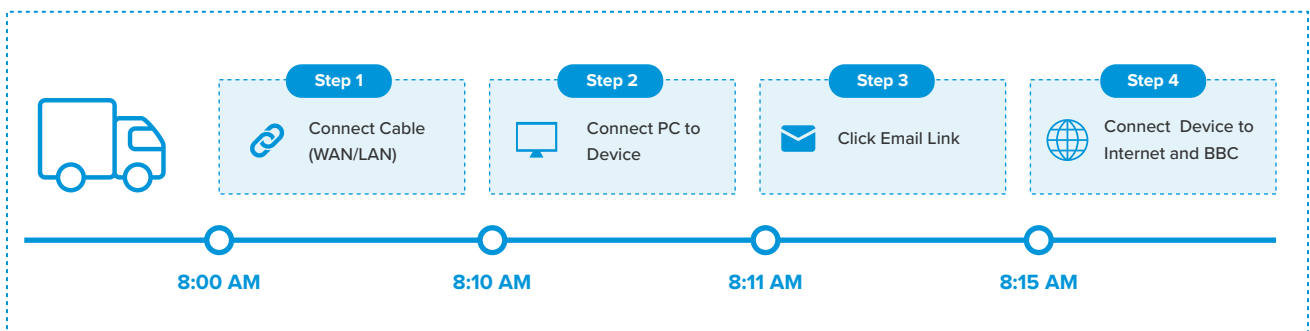 Step 1
Connect Cable
(WAN/LAN)
Step 2
Connect PC to
Device
Step 3
Click Email Link
Step 4
Connect Device to
Internet and BBC
8:00 AM
8:10 AM
8:11 AM
8:15 AM